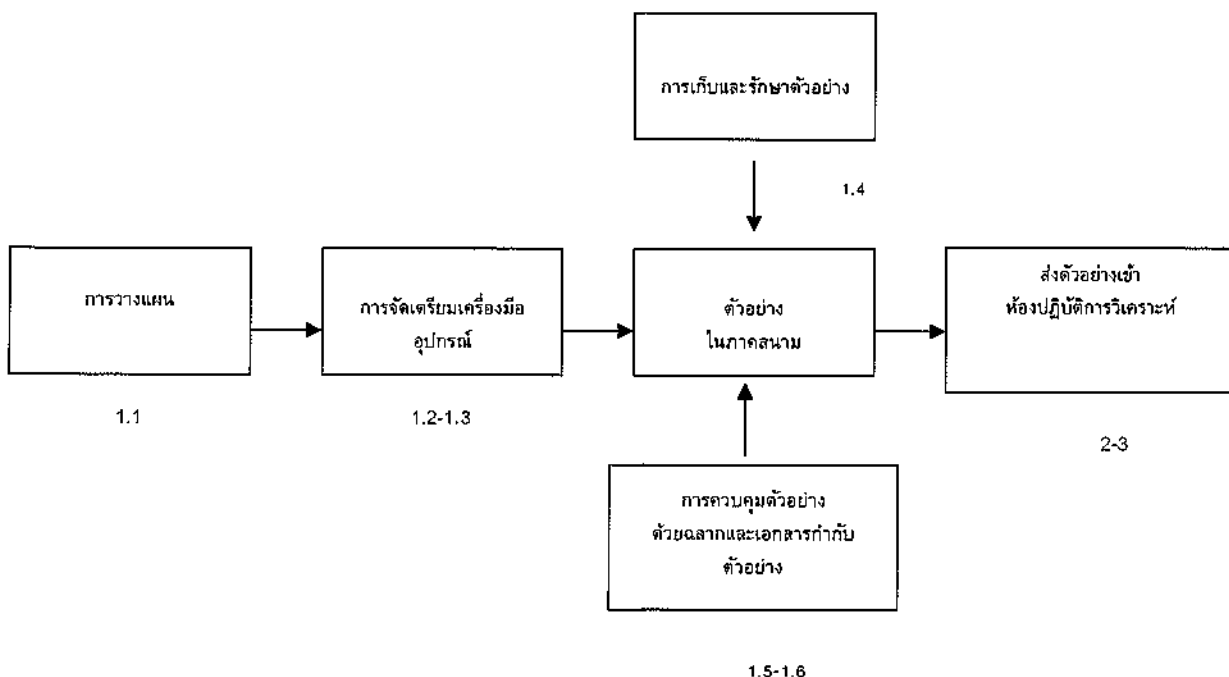 การเก็บและรักษาตัวอย่าง
1.4
การวางแผน
1.1
การจัดเตรียมเครื่องมือ
อุปกรณ์
1.2-1.3
ตัวอย่าง
ในภาคสนาม
ส่งตัวอย่างเข้า
ห้องปฏิบัติการวิเคราะห์
2-3
การควบคุมตัวอย่าง
ด้วยฉลากและเอกสารกำกับ
ตัวอย่าง
1.5-1.6